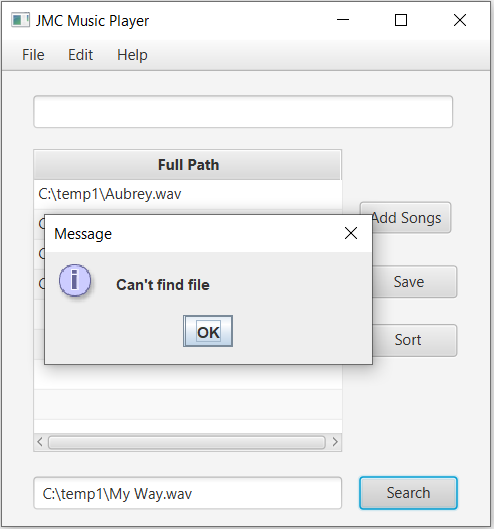 JMC Music Player
File Edit Help
Full Path
C:\temp1\Aubrey.wav
Add Songs
Message
Can't find file
OK
Save
Sort
C:\temp1\My Way.wav
Search